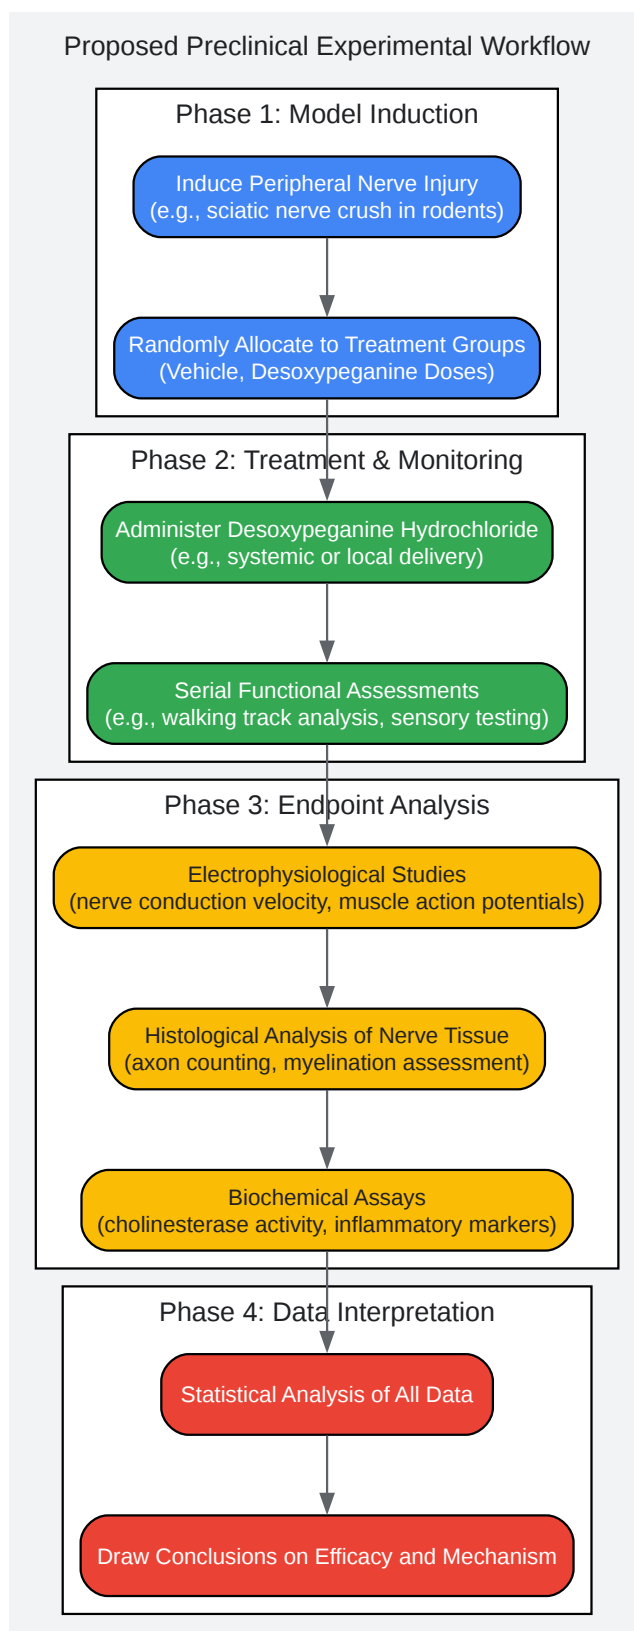 Proposed Preclinical Experimental Workflow
Phase 1: Model Induction
Induce Peripheral Nerve Injury
(e.g., sciatic nerve crush in rodents)
Randomly Allocate to Treatment Groups
(Vehicle, Desoxypeganine Doses)
Phase 2: Treatment & Monitoring
Administer Desoxypeganine Hydrochloride
(e.g., systemic or local delivery)
Serial Functional Assessments
(e.g., walking track analysis, sensory testing)
Phase 3: Endpoint Analysis
Electrophysiological Studies
(nerve conduction velocity, muscle action potentials)
Histological Analysis of Nerve Tissue
(axon counting, myelination assessment)
Biochemical Assays
(cholinesterase activity, inflammatory markers)
Phase 4: Data Interpretation
Statistical Analysis of All Data
Draw Conclusions on Efficacy and Mechanism